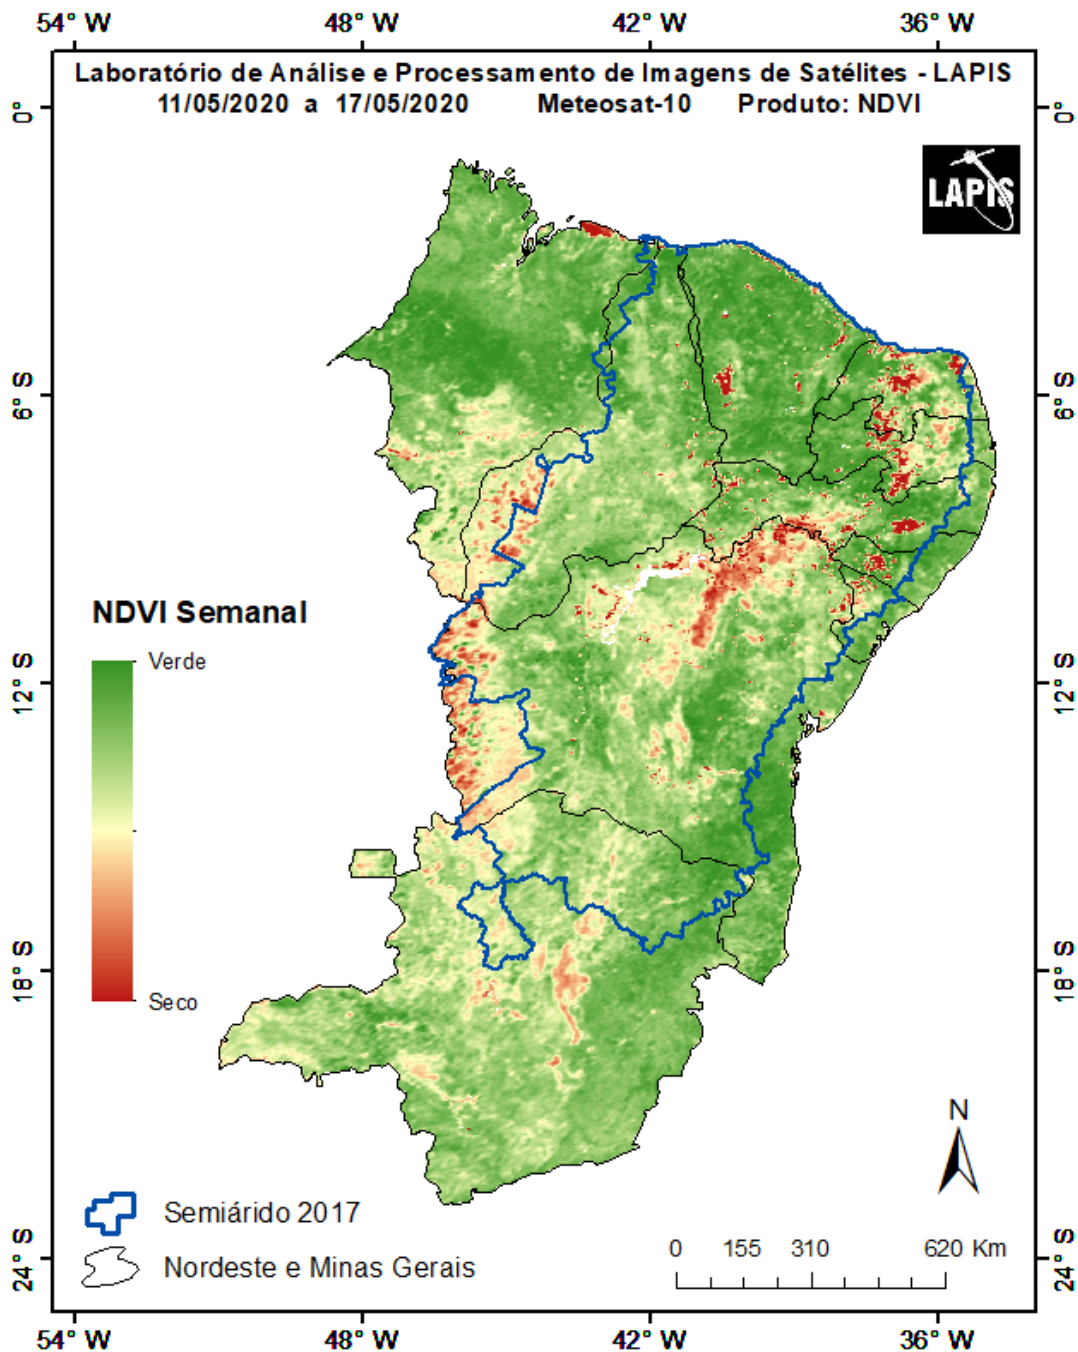 54° W 48° W 42° W 36° W
Laboratório de Análise e Processamento de Imagens de Satélites - LAPIS
11/05/2020 a 17/05/2020 Meteosat-10 Produto: NDVI
0° 0°
LAPIS
6° S 6° S
NDVI Semanal
Verde
12° S 12° S
Seco
18° S 18° S
N
Semiárido 2017
0 155 310 620 Km
Nordeste e Minas Gerais
24° S 24° S
54° W 48° W 42° W 36° W